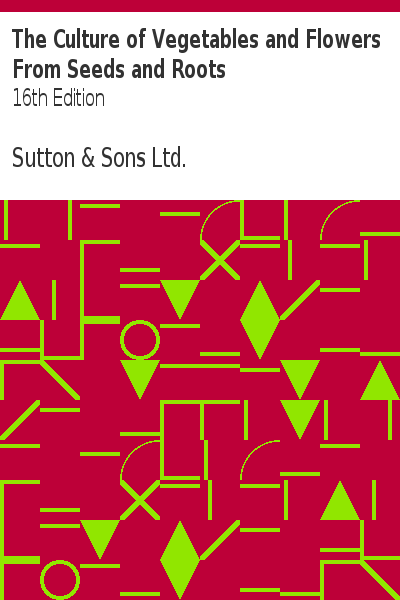 The Culture of Vegetables and Flowers
From Seeds and Roots
16th Edition
Sutton & Sons Ltd.